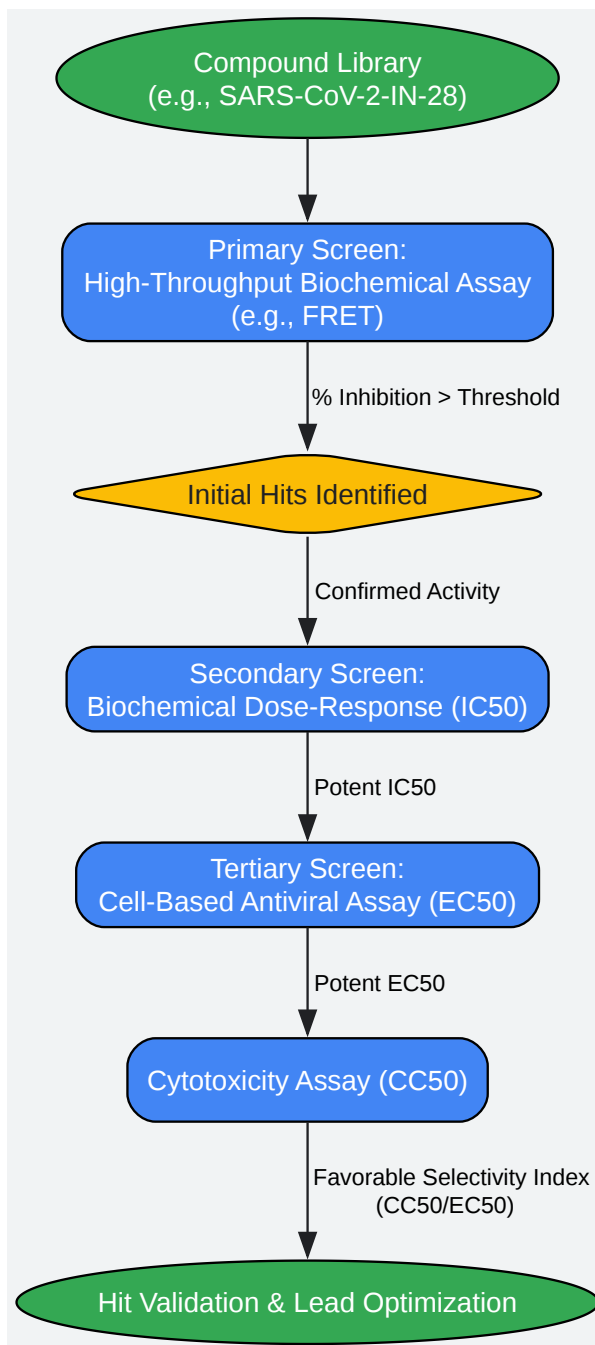 Compound Library
(e.g., SARS-CoV-2-IN-28)
Primary Screen:
High-Throughput Biochemical Assay
(e.g., FRET)
% Inhibition > Threshold
Initial Hits Identified
Confirmed Activity
Secondary Screen:
Biochemical Dose-Response (IC50)
Potent IC50
Tertiary Screen:
Cell-Based Antiviral Assay (EC50)
Potent EC50
Cytotoxicity Assay (CC50)
Favorable Selectivity Index
(CC50/EC50)
Hit Validation & Lead Optimization